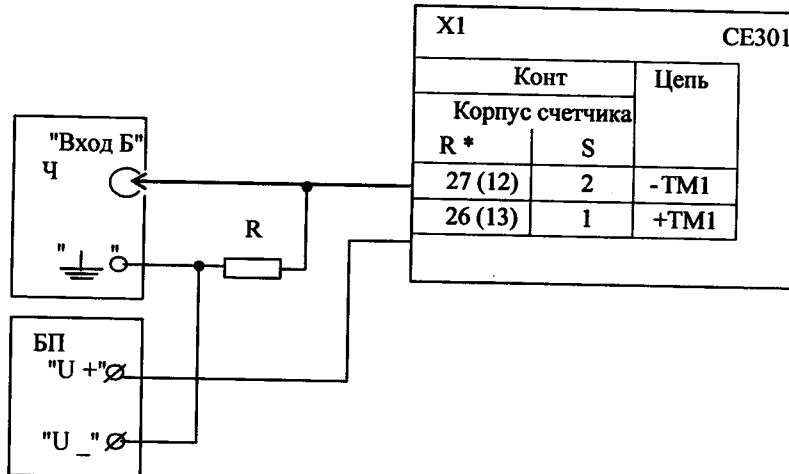 X1 CE301
Конт Цепь
Корпус счетчика
R * S
27 (12) 2 -TM1
26 (13) 1 +TM1
"Вход Б"
Ч
R
" "
БП
"U +"
"U _"